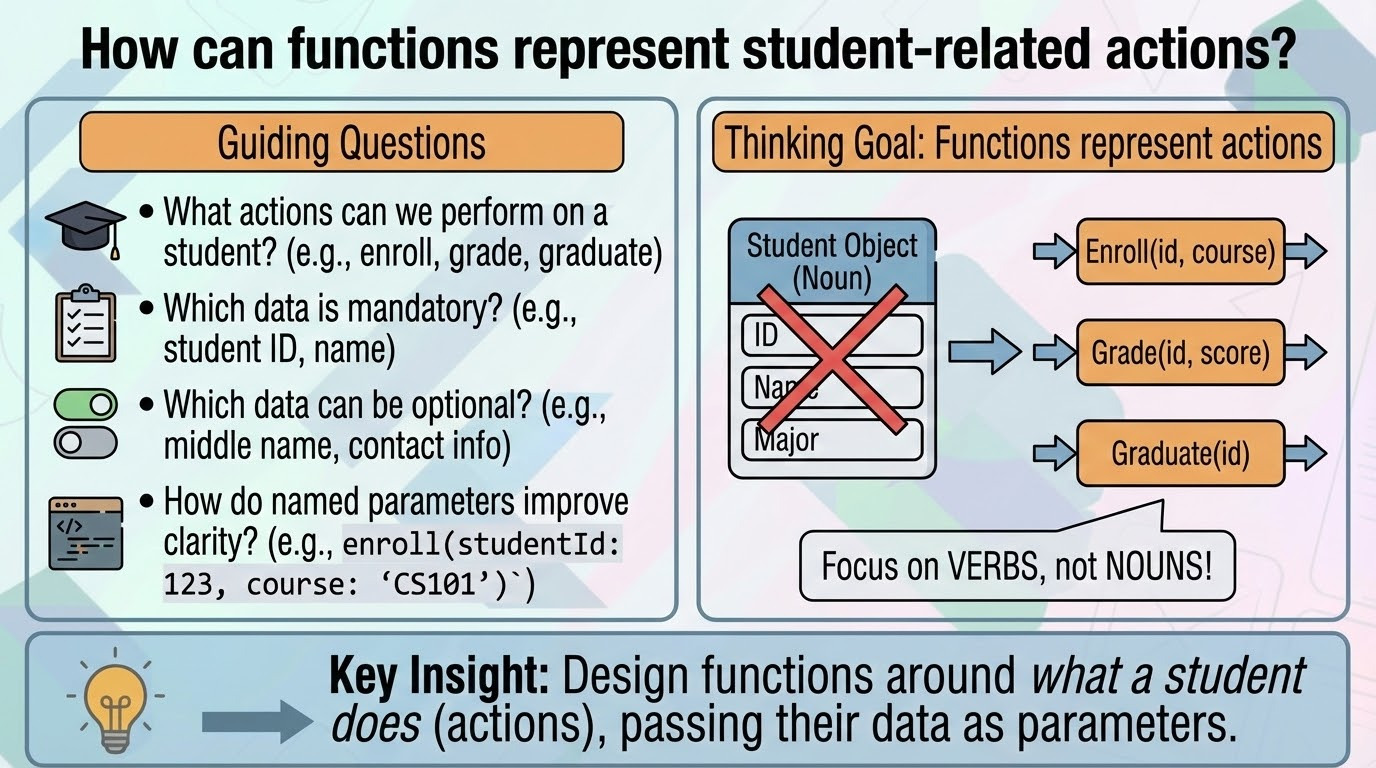 How can functions represent student-related actions?
Guiding Questions
• What actions can we perform on a
student? (e.g., enroll, grade, graduate)
• Which data is mandatory? (e.g.,
student ID, name)
• Which data can be optional? (e.g.,
middle name, contact info)
</>
• How do named parameters improve
clarity? (e.g., enroll(studentId:
123, course: ‘CS101’)`)
Thinking Goal: Functions represent actions
Student Object
(Noun)
ID
Name
Major
Enroll(id, course)
Grade(id, score)
Graduate(id)
Focus on VERBS, not NOUNS!
Key Insight: Design functions around what a student
does (actions), passing their data as parameters.